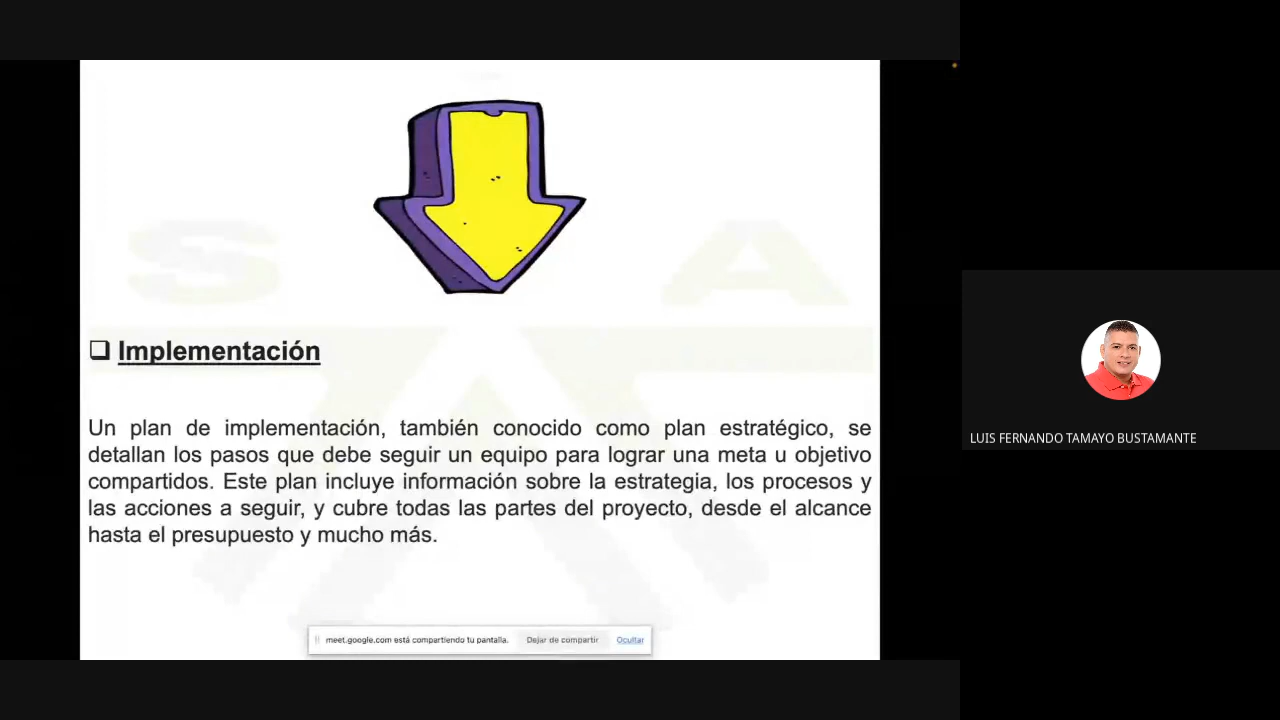 S A
Implementación
Un plan de implementación, también conocido como plan estratégico, se
detallan los pasos que debe seguir un equipo para lograr una meta u objetivo
compartidos. Este plan incluye información sobre la estrategia, los procesos y
las acciones a seguir, y cubre todas las partes del proyecto, desde el alcance
hasta el presupuesto y mucho más.
meet.google.com está compartiendo tu pantalla. Dejar de compartir Ocultar
LUIS FERNANDO TAMAYO BUSTAMANTE